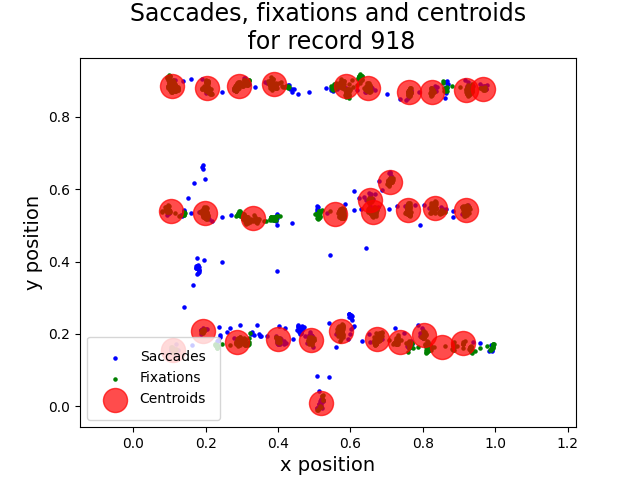 Saccades, fixations and centroids
for record 918
y position
0.8
0.6
0.4
0.2
0.0
Saccades
Fixations
Centroids
0.0 0.2 0.4 0.6 0.8 1.0 1.2
x position